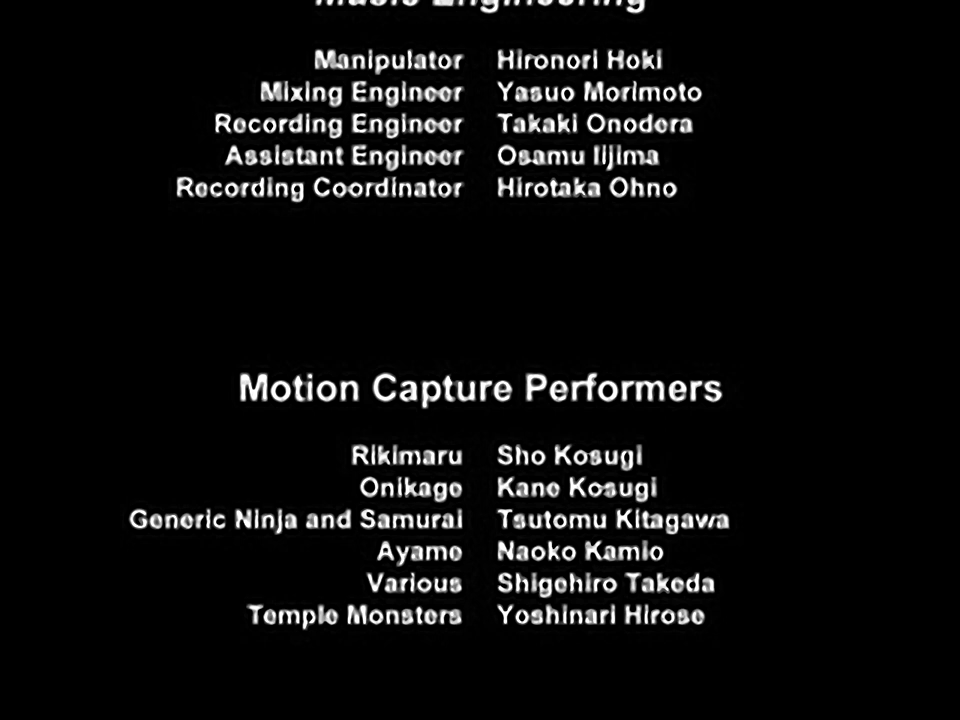 Music Engineering
Manipulator Hironori Hoki
Mixing Engineer Yasuo Morimoto
Recording Engineer Takaki Onodera
Assistant Engineer Osamu Iijima
Recording Coordinator Hirotaka Ohno
Motion Capture Performers
Rikimaru Sho Kosugi
Onikage Kane Kosugi
Generic Ninja and Samurai Tsutomu Kitagawa
Ayame Naoko Kamio
Various Shigehiro Takeda
Temple Monsters Yoshinari Hirose